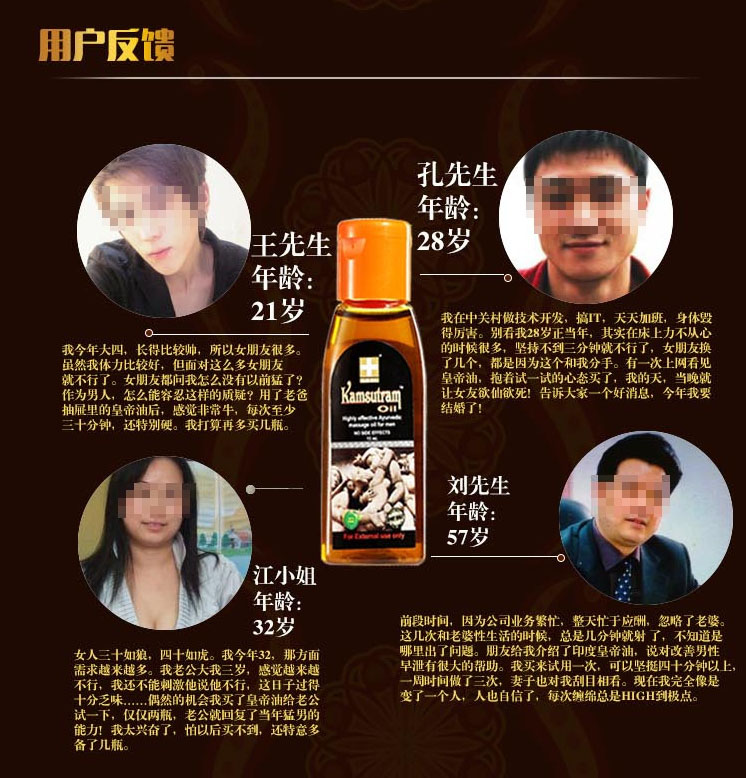 用户反馈
孔先生
年龄：
28岁
王先生
年龄：
21岁
我在中关村做技术开发，搞IT，天天加班，身体毁
得厉害。别看我28岁正当年，其实在床上力不从心
的时候很多，坚持不到三分钟就不行了，女朋友换
了几个，都是因为这个和我分手。有一次上网看见
皇帝油，抱着试一试的心态买了，我的天，当晚就
让女友欲仙欲死！告诉大家一个好消息，今年我要
结婚了！
我今年大四，长得比较帅，所以女朋友很多。
虽然我体力比较好，但面对这么多女朋友
就不行了。女朋友都问我怎么没有以前猛了？
作为男人，怎么能容忍这样的质疑？用了老爸
抽屉里的皇帝油后，感觉非常牛，每次至少
三十分钟，还特别硬。我打算再多买几瓶。
Kamsutram
Oil
Highly effective Ayurvedic
massage oil for men
NO SIDE EFFECTS
For External use only
刘先生
年龄：
57岁
江小姐
年龄：
32岁
前段时间，因为公司业务繁忙，整天忙于应酬，忽略了老婆。
这几次和老婆性生活的时候，总是几分钟就射 了，不知道是
哪里出了问题。朋友给我介绍了印度皇帝油，说对改善男性
早泄有很大的帮助。我买来试用一次，可以坚挺四十分钟以上，
一周时间做了三次，妻子也对我刮目相看。现在我完全像是
变了一个人，人也自信了，每次缠绵总是HIGH到极点。
女人三十如狼，四十如虎。我今年32，那方面
需求越来越多。我老公大我三岁，感觉越来越
不行，我还不能刺激他说他不行，这日子过得
十分乏味……偶然的机会我买了皇帝油给老公
试一下，仅仅两瓶，老公就回复了当年猛男的
能力！我太兴奋了，怕以后买不到，还特意多
备了几瓶。